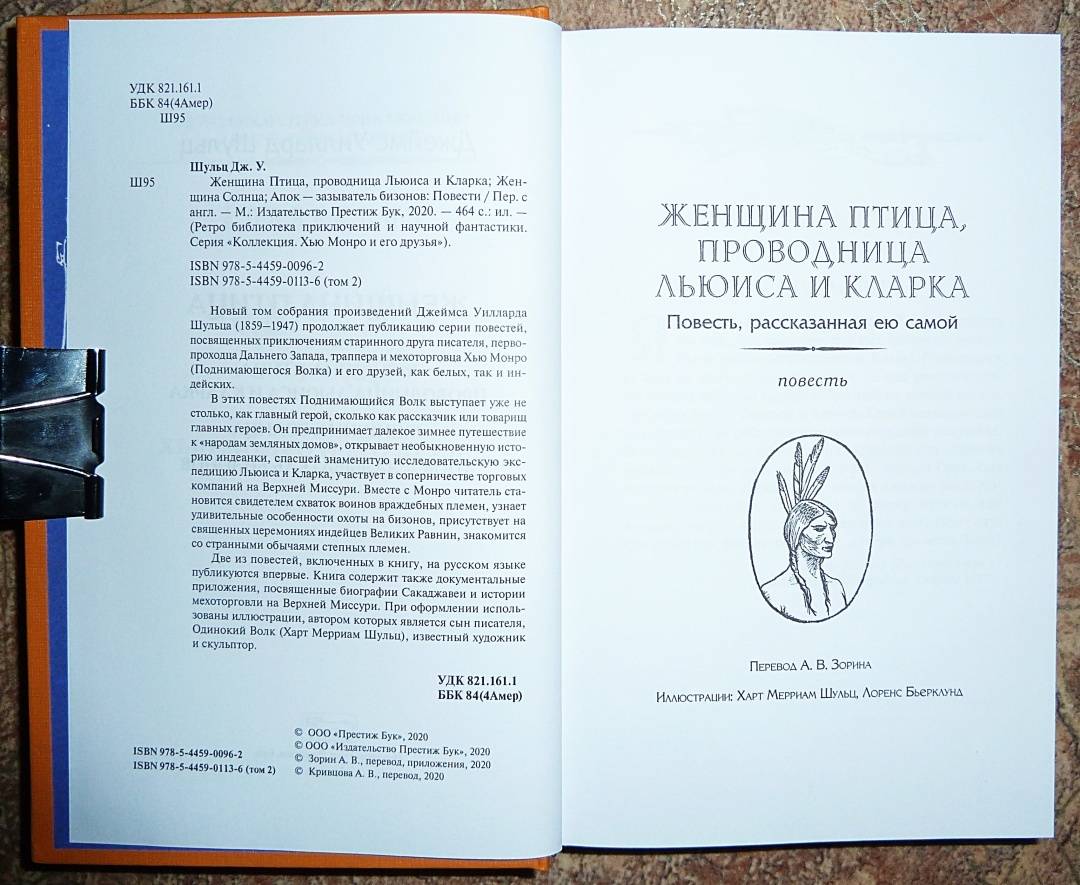 УДК 821.161.1
ББК 84(4Амер)
Ш95
Шульц Дж. У.
Ш95
Женщина Птица, проводница Льюиса и Кларка; Жен-
щина Солнца; Апок — зазыватель бизонов: Повести / Пер. с
англ. — М.: Издательство Престиж Бук, 2020. — 464 с.: ил. —
(Ретро библиотека приключений и научной фантастики.
Серия «Коллекция. Хью Монро и его друзья»).
ISBN 978-5-4459-0096-2
ISBN 978-5-4459-0113-6 (том 2)
Новый том собрания произведений Джеймса Уилларда
Шульца (1859–1947) продолжает публикацию серии повестей,
посвященных приключениям старинного друга писателя, перво-
проходца Дальнего Запада, траппера и мехоторговца Хью Монро
(Поднимающегося Волка) и его друзей, как белых, так и ин-
дейских.
В этих повестях Поднимающийся Волк выступает уже не
столько, как главный герой, сколько как рассказчик или товарищ
главных героев. Он предпринимает далекое зимнее путешествие
к «народам земляных домов», открывает необыкновенную исто-
рию индеанки, спасшей знаменитую исследовательскую экс-
педицию Льюиса и Кларка, участвует в соперничестве торговых
компаний на Верхней Миссури. Вместе с Монро читатель ста-
новится свидетелем схваток воинов враждебных племен, узнает
удивительные особенности охоты на бизонов, присутствует на
священных церемониях индейцев Великих Равнин, знакомится
со странными обычаями степных племен.
Две из повестей, включенных в книгу, на русском языке
публикуются впервые. Книга содержит также документальные
приложения, посвященные биографии Сакаджавеи и истории
мехоторговли на Верхней Миссури. При оформлении исполь-
зованы иллюстрации, автором которых является сын писателя,
Одинокий Волк (Харт Мерриам Шульц), известный художник
и скульптор.
УДК 821.161.1
ББК 84(4Амер)
© ООО «Престиж Бук», 2020
© ООО «Издательство Престиж Бук», 2020
© Зорин А. В., перевод, приложения, 2020
© Кривцова А. В., перевод, 2020
ISBN 978-5-4459-0096-2
ISBN 978-5-4459-0113-6 (том 2)
ЖЕНЩИНА ПТИЦА,
ПРОВОДНИЦА
ЛЬЮИСА И КЛАРКА
Повесть, рассказанная ею самой
повесть
Перевод А. В. Зорина
Иллюстрации: Харт Мерриам Шульц, Лоренс Бьерклунд